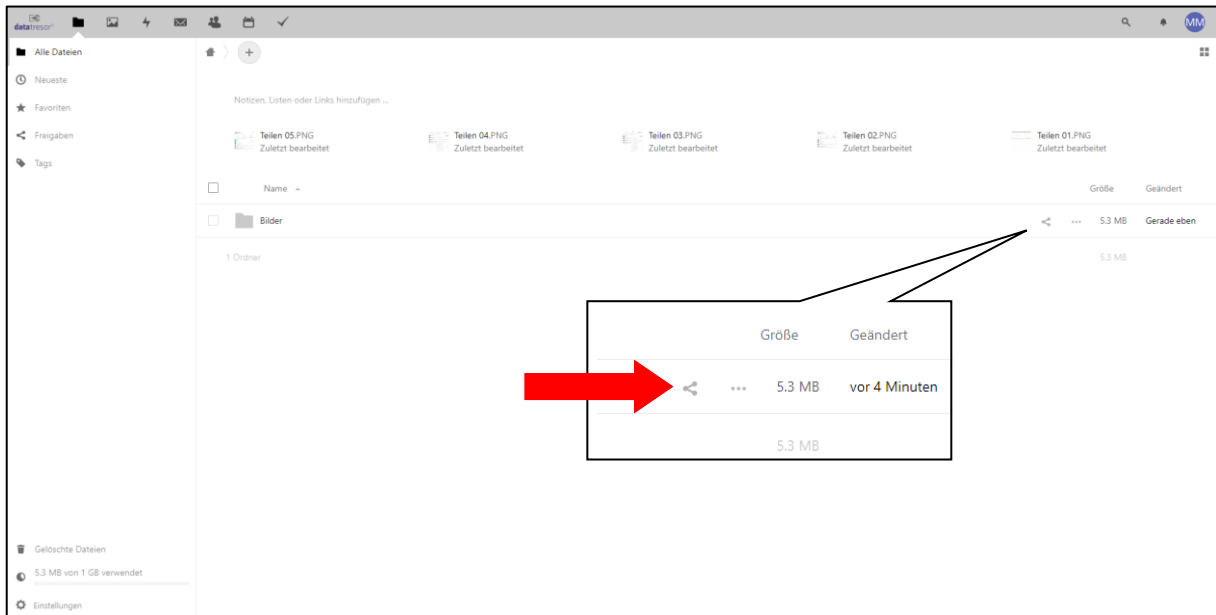 datatresor
MM
Alle Dateien
Neueste
Favoriten
Freigaben
Tags
Notizen, Listen oder Links hinzufügen ...
Teilen 05.PNG
Zuletzt bearbeitet
Teilen 04.PNG
Zuletzt bearbeitet
Teilen 03.PNG
Zuletzt bearbeitet
Teilen 02.PNG
Zuletzt bearbeitet
Teilen 01.PNG
Zuletzt bearbeitet
Name Größe Geändert
Bilder 5.3 MB Gerade eben
1 Ordner 5.3 MB
Größe Geändert
5.3 MB vor 4 Minuten
5.3 MB
Gelöschte Dateien
5.3 MB von 1 GB verwendet
Einstellungen